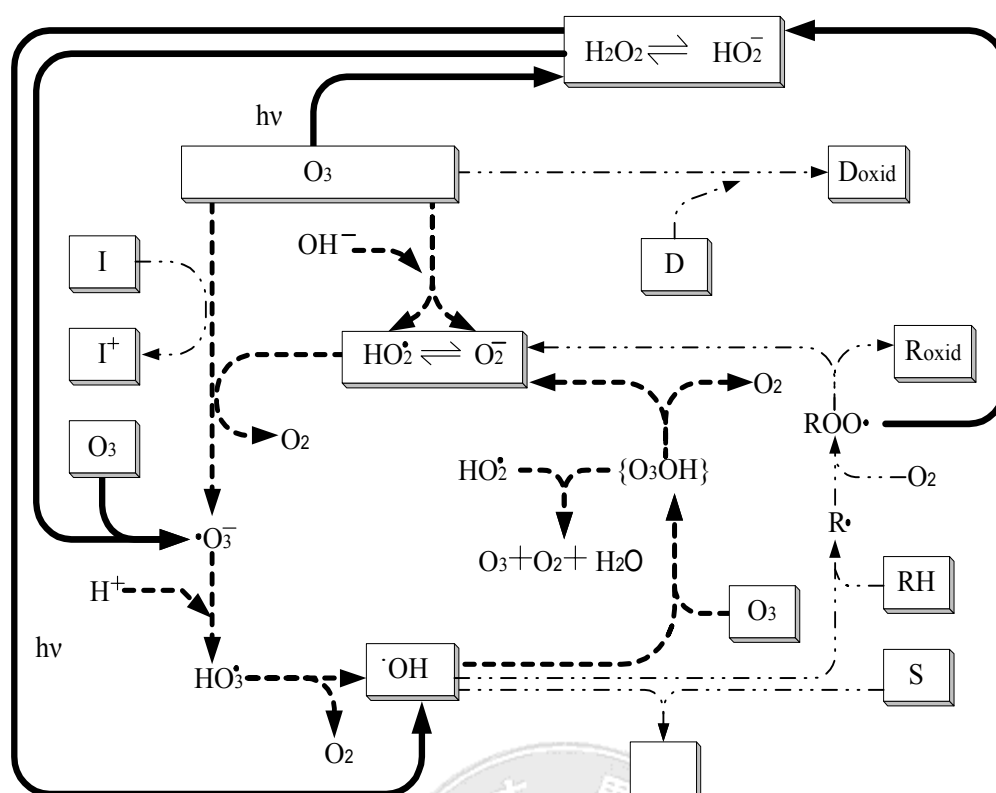 H₂O₂ ⇌ HO₂⁻
hν
O₃
Doxid
OH⁻
I
D
I⁺
HO₂• ⇌ O₂⁻
Roxid
O₂
O₃
O₂
ROO•
HO₂•
{O₃OH}
O₂
•O₃⁻
R•
O₃+O₂+ H₂O
H⁺
RH
O₃
hν
HO₃•
•OH
S
O₂